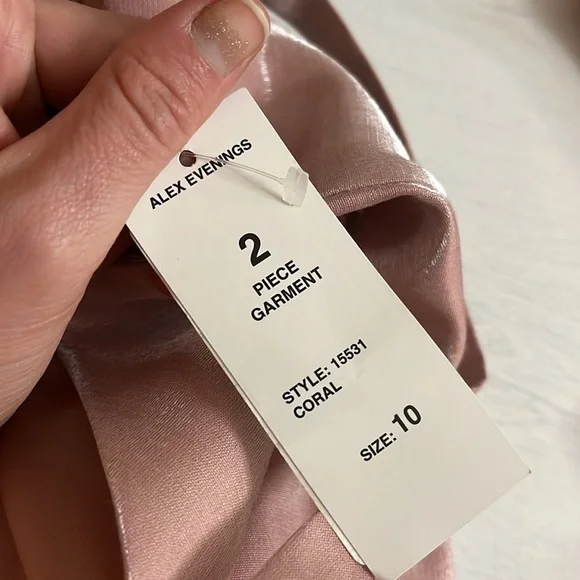 ALEX EVENINGS
2
PIECE
GARMENT
STYLE: 15531
CORAL
SIZE: 10